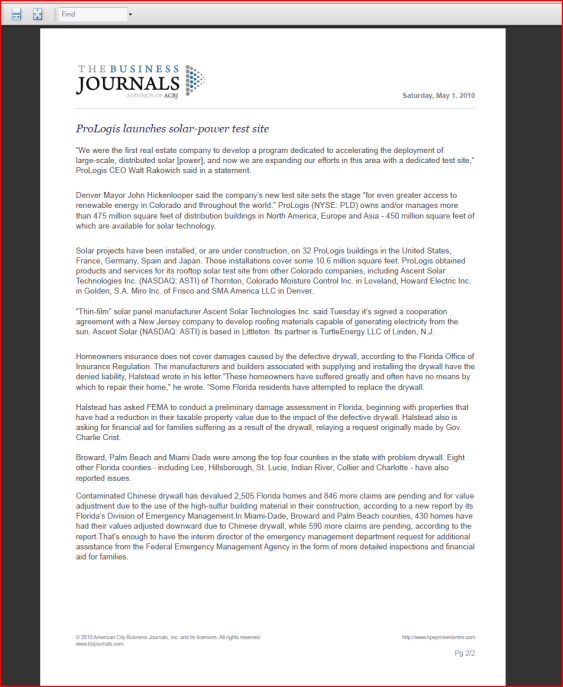 Find
THE BUSINESS
JOURNALS
A DIVISION OF ACBJ
Saturday, May 1. 2010
ProLogis launches solar-power test site
"We were the first real estate company to develop a program dedicated to accelerating the deployment of
large-scale, distributed solar [power], and now we are expanding our efforts in this area with a dedicated test site,"
ProLogis CEO Walt Rakowich said in a statement.
Denver Mayor John Hickenlooper said the company's new test site sets the stage "for even greater access to
renewable energy in Colorado and throughout the world." ProLogis (NYSE: PLD) owns and/or manages more
than 475 million square feet of distribution buildings in North America, Europe and Asia - 450 million square feet of
which are available for solar technology.
Solar projects have been installed, or are under construction, on 32 ProLogis buildings in the United States,
France, Germany, Spain and Japan. Those installations cover some 10.6 million square feet. ProLogis obtained
products and services for its rooftop solar test site from other Colorado companies, including Ascent Solar
Technologies Inc. (NASDAQ: ASTI) of Thornton, Colorado Moisture Control Inc. in Loveland, Howard Electric Inc.
in Golden, S.A. Miro Inc. of Frisco and SMA America LLC in Denver.
"Thin-film" solar panel manufacturer Ascent Solar Technologies Inc. said Tuesday it's signed a cooperation
agreement with a New Jersey company to develop roofing materials capable of generating electricity from the
sun. Ascent Solar (NASDAQ: ASTI) is based in Littleton. Its partner is TurtleEnergy LLC of Linden, N.J.
Homeowners insurance does not cover damages caused by the defective drywall, according to the Florida Office of
Insurance Regulation. The manufacturers and builders associated with supplying and installing the drywall have the
denied liability, Halstead wrote in his letter."These homeowners have suffered greatly and often have no means by
which to repair their home," he wrote. "Some Florida residents have attempted to replace the drywall.
Halstead has asked FEMA to conduct a preliminary damage assessment in Florida, beginning with properties that
have had a reduction in their taxable property value due to the impact of the defective drywall. Halstead also is
asking for financial aid for families suffering as a result of the drywall, relaying a request originally made by Gov.
Charlie Crist.
Broward, Palm Beach and Miami Dade were among the top four counties in the state with problem drywall. Eight
other Florida counties - including Lee, Hillsborough, St. Lucie, Indian River, Collier and Charlotte - have also
reported issues.
Contaminated Chinese drywall has devalued 2,505 Florida homes and 846 more claims are pending and for value
adjustment due to the use of the high-sulfur building material in their construction, according to a new report by its
Florida's Division of Emergency Management.In Miami-Dade, Broward and Palm Beach counties, 430 homes have
had their values adjusted downward due to Chinese drywall, while 590 more claims are pending, according to the
report.That's enough to have the interim director of the emergency management department request for additional
assistance from the Federal Emergency Management Agency in the form of more detailed inspections and financial
aid for families.
© 2010 American City Business Journals, Inc. and its licensors. All rights reserved.
http://www.hpeprintercentre.com
www.bizjournals.com
Pg 2/2